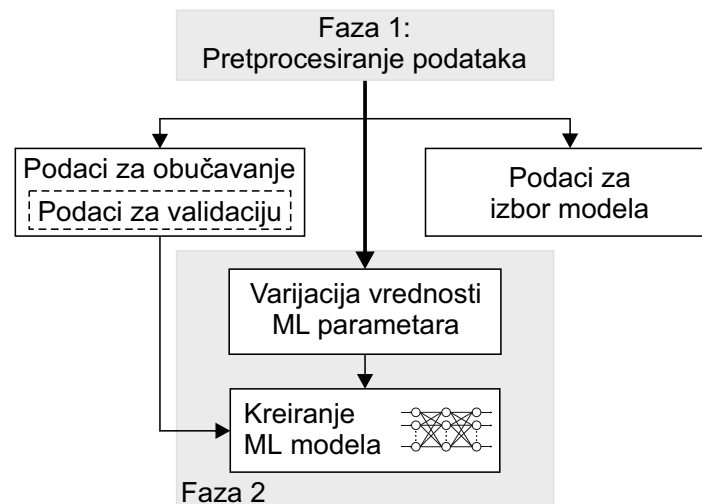 Faza 1:
Pretprocesiranje podataka
Podaci za obučavanje
Podaci za validaciju
Podaci za
izbor modela
Varijacija vrednosti
ML parametara
Kreiranje
ML modela
Faza 2